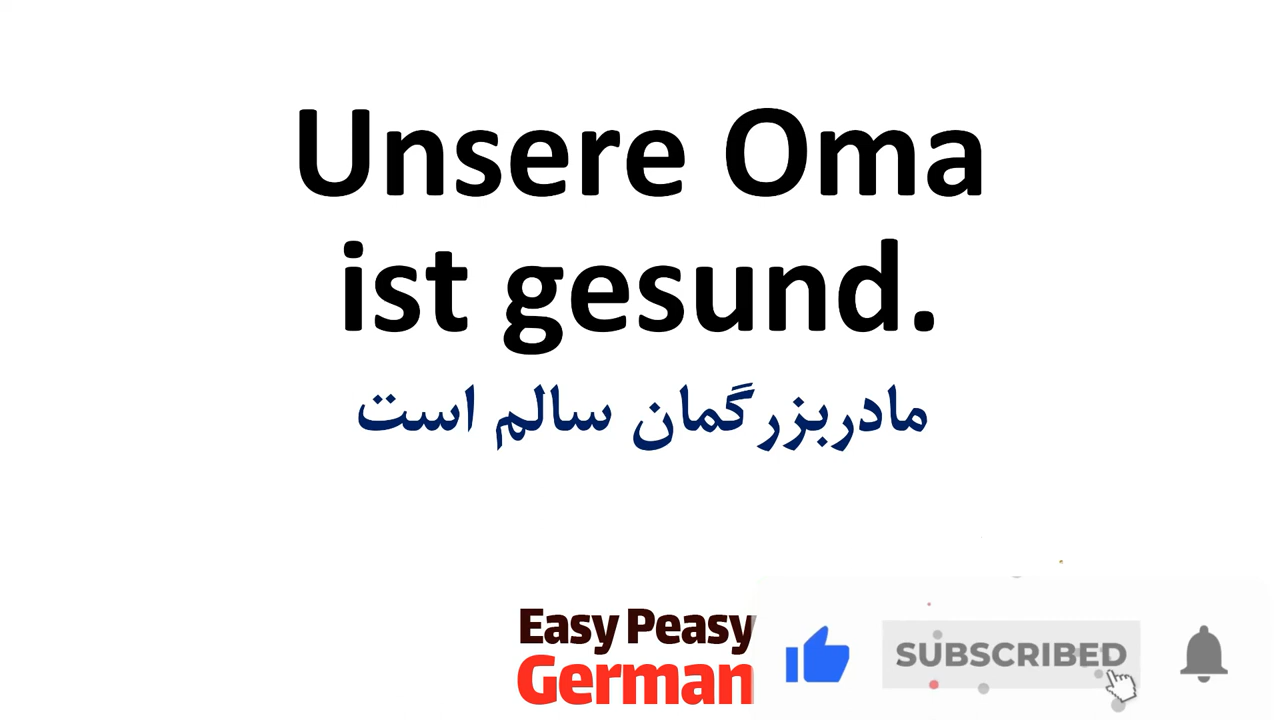 Unsere Oma
ist gesund.
مادربزرگمان سالم است
Easy Peasy
German
SUBSCRIBED